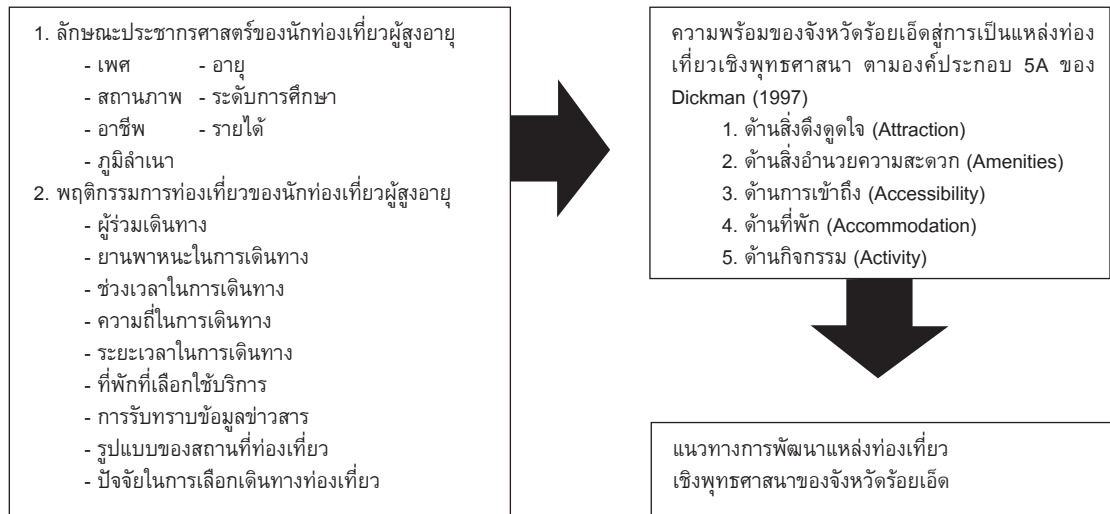 1. ลักษณะประชากรศาสตร์ของนักท่องเที่ยวผู้สูงอายุ
- เพศ - อายุ
- สถานภาพ - ระดับการศึกษา
- อาชีพ - รายได้
- ภูมิลำเนา
2. พฤติกรรมการท่องเที่ยวของนักท่องเที่ยวผู้สูงอายุ
- ผู้ร่วมเดินทาง
- ยานพาหนะในการเดินทาง
- ช่วงเวลาในการเดินทาง
- ความถี่ในการเดินทาง
- ระยะเวลาในการเดินทาง
- ที่พักที่เลือกใช้บริการ
- การรับทราบข้อมูลข่าวสาร
- รูปแบบของสถานที่ท่องเที่ยว
- ปัจจัยในการเลือกเดินทางท่องเที่ยว
ความพร้อมของจังหวัดร้อยเอ็ดสู่การเป็นแหล่งท่อง
เที่ยวเชิงพุทธศาสนา ตามองค์ประกอบ 5A ของ
Dickman (1997)
1. ด้านสิ่งดึงดูดใจ (Attraction)
2. ด้านสิ่งอำนวยความสะดวก (Amenities)
3. ด้านการเข้าถึง (Accessibility)
4. ด้านที่พัก (Accommodation)
5. ด้านกิจกรรม (Activity)
แนวทางการพัฒนาแหล่งท่องเที่ยว
เชิงพุทธศาสนาของจังหวัดร้อยเอ็ด